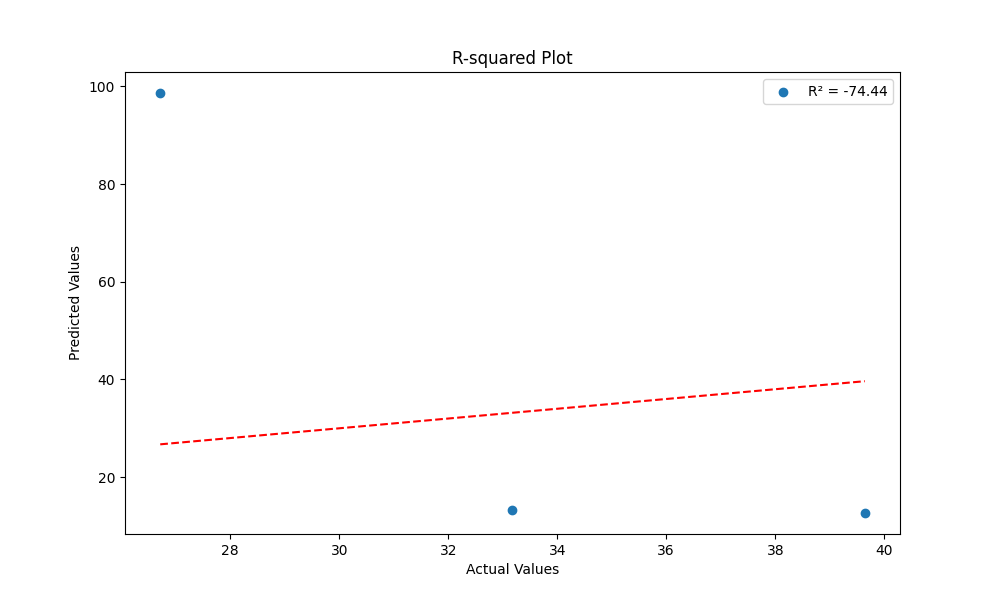 R-squared Plot
R² = -74.44
100
80
60
40
20
Predicted Values
28 30 32 34 36 38 40
Actual Values